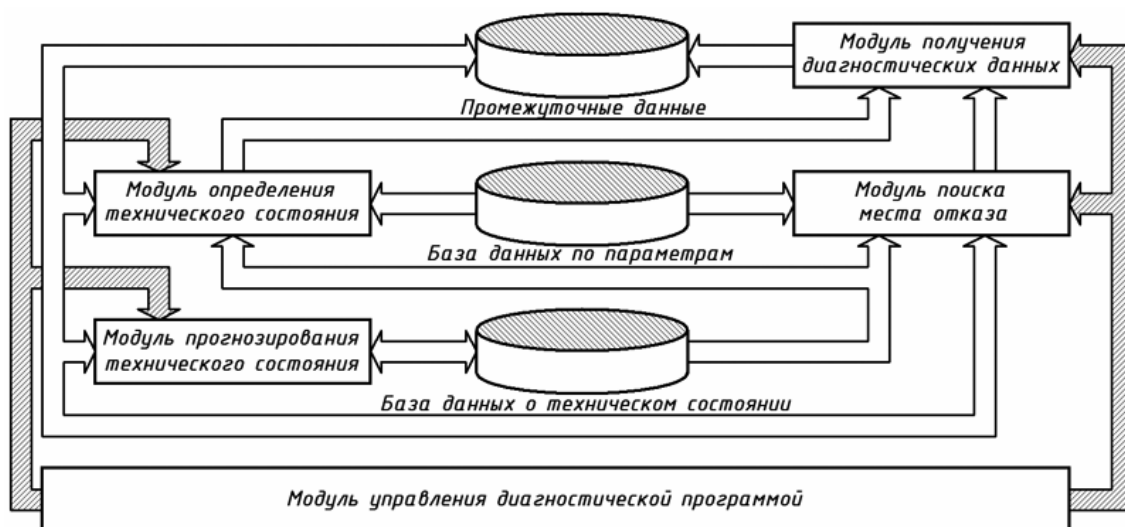 Модуль получения
диагностических данных
Промежуточные данные
Модуль определения
технического состояния
Модуль поиска
места отказа
База данных по параметрам
Модуль прогнозирования
технического состояния
База данных о техническом состоянии
Модуль управления диагностической программой